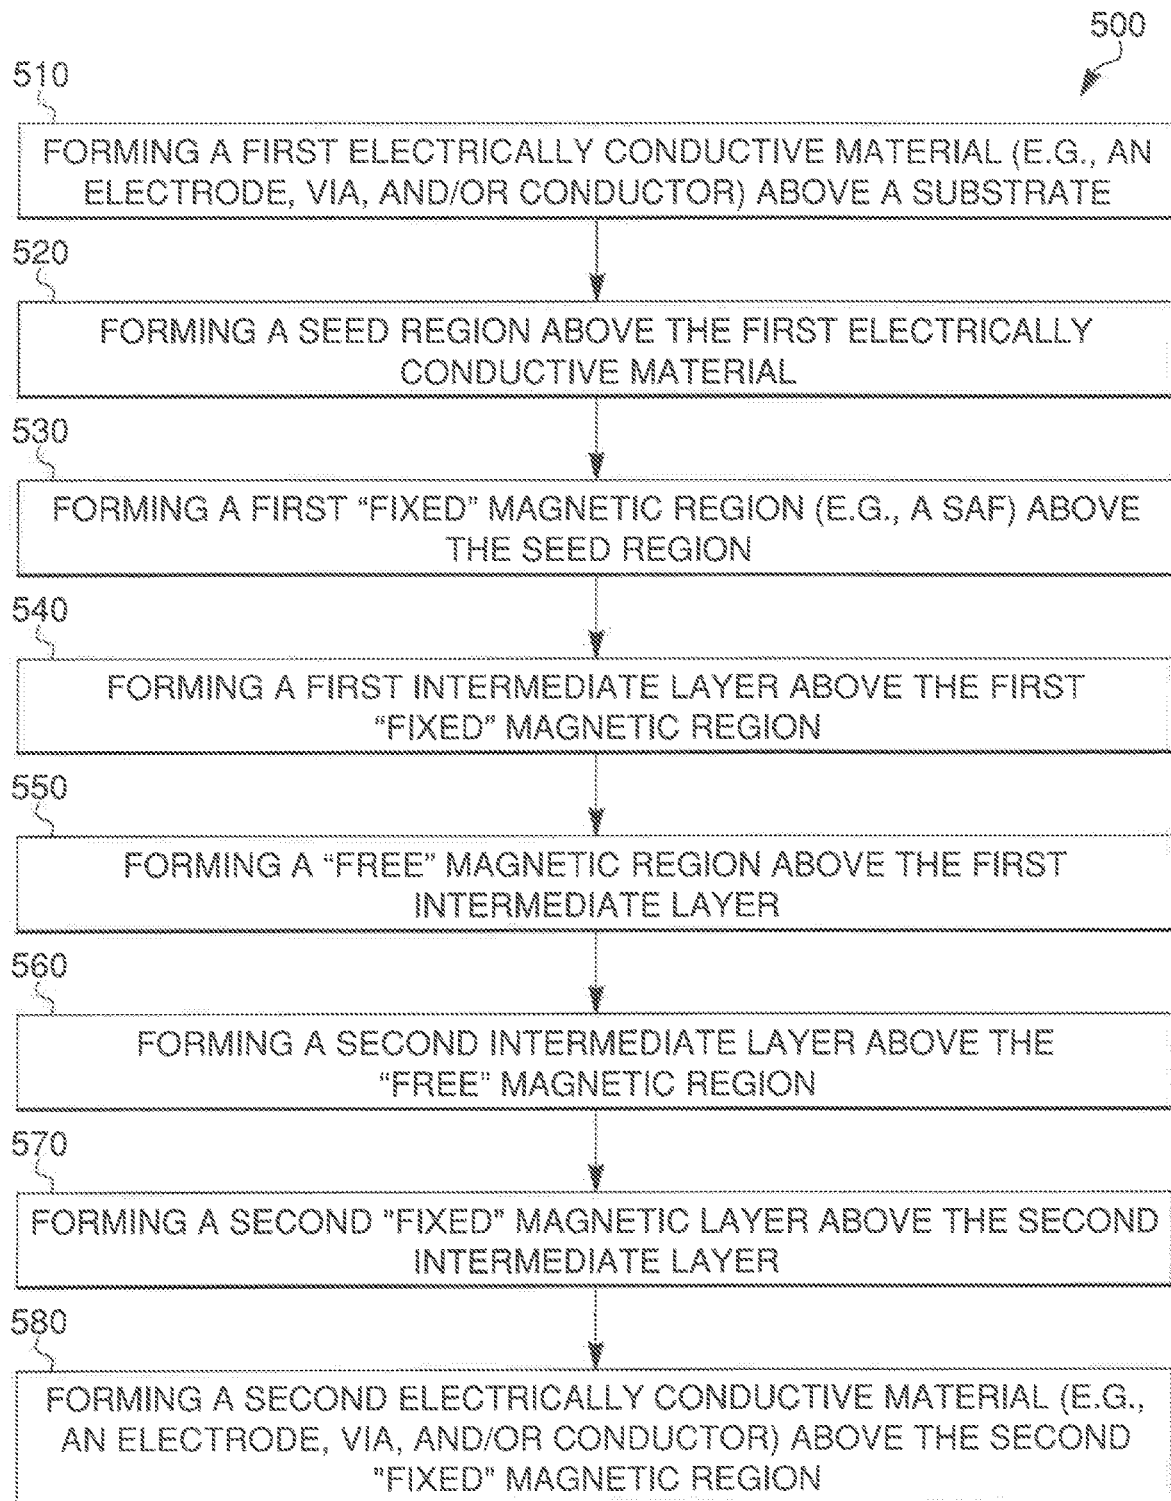 500
510
FORMING A FIRST ELECTRICALLY CONDUCTIVE MATERIAL (E.G., AN
ELECTRODE, VIA, AND/OR CONDUCTOR) ABOVE A SUBSTRATE
520
FORMING A SEED REGION ABOVE THE FIRST ELECTRICALLY
CONDUCTIVE MATERIAL
530
FORMING A FIRST “FIXED” MAGNETIC REGION (E.G., A SAF) ABOVE
THE SEED REGION
540
FORMING A FIRST INTERMEDIATE LAYER ABOVE THE FIRST
“FIXED” MAGNETIC REGION
550
FORMING A “FREE” MAGNETIC REGION ABOVE THE FIRST
INTERMEDIATE LAYER
560
FORMING A SECOND INTERMEDIATE LAYER ABOVE THE
“FREE” MAGNETIC REGION
570
FORMING A SECOND "FIXED" MAGNETIC LAYER ABOVE THE SECOND
INTERMEDIATE LAYER
580
FORMING A SECOND ELECTRICALLY CONDUCTIVE MATERIAL (E.G.,
AN ELECTRODE, VIA, AND/OR CONDUCTOR) ABOVE THE SECOND
"FIXED" MAGNETIC REGION